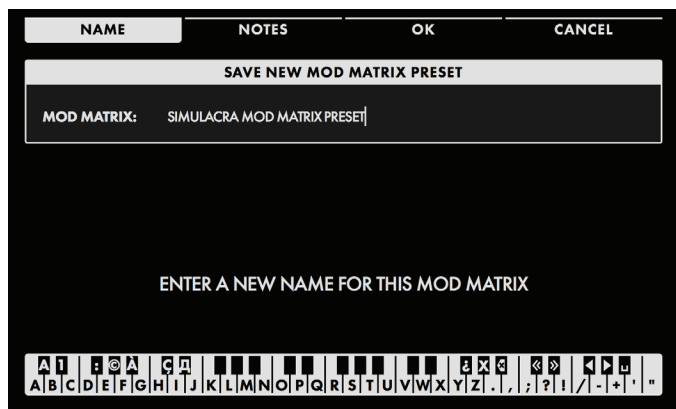 NAME NOTES OK CANCEL
SAVE NEW MOD MATRIX PRESET
MOD MATRIX: SIMULACRA MOD MATRIX PRESET
ENTER A NEW NAME FOR THIS MOD MATRIX
A 1 : © À Ç Д ¿ X « » ◀ ▶ ␣
A B C D E F G H I J K L M N O P Q R S T U V W X Y Z . , ; ? ! / - + ' "